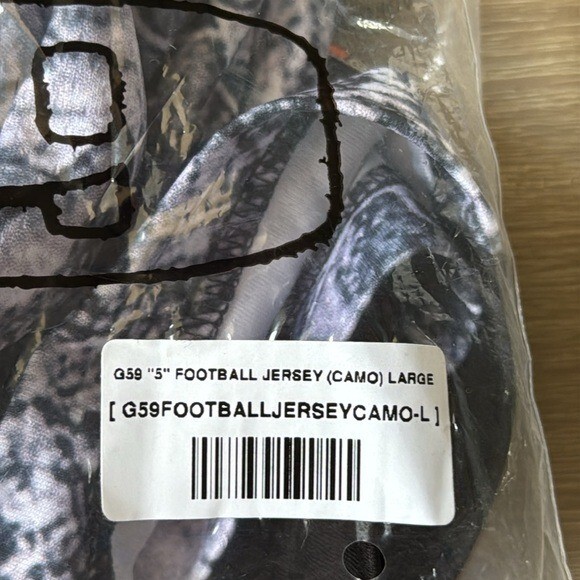 G59 "5" FOOTBALL JERSEY (CAMO) LARGE
[ G59FOOTBALLJERSEYCAMO-L ]